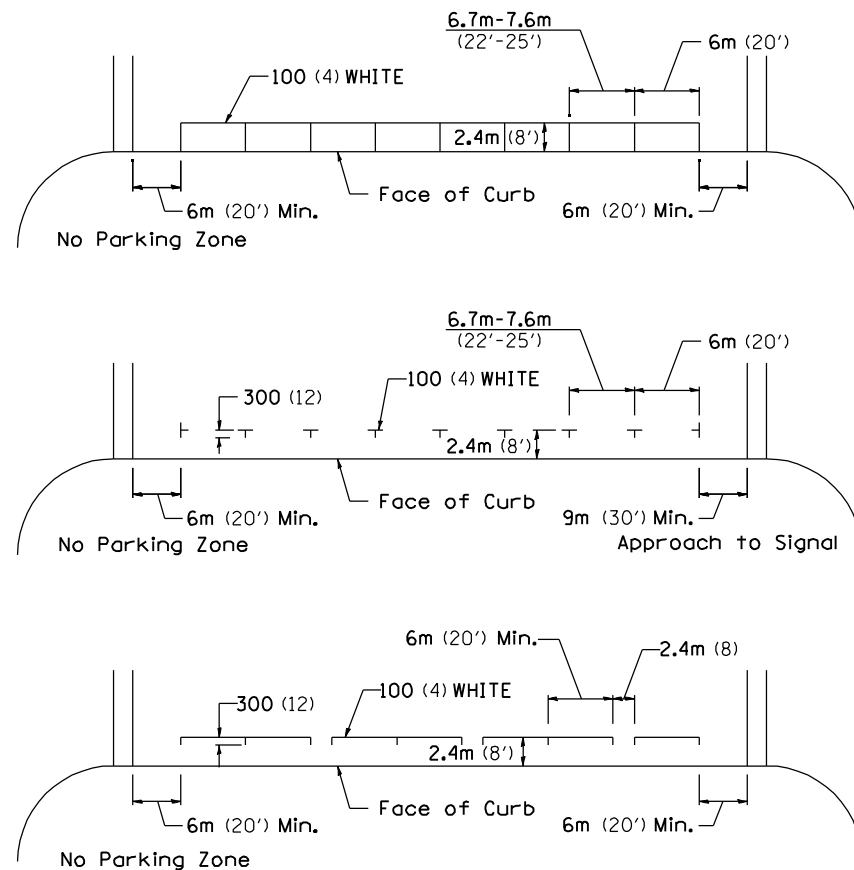 6.7m-7.6m
(22'-25')
6m (20')
100 (4) WHITE
2.4m (8')
Face of Curb
6m (20') Min.
6m (20') Min.
No Parking Zone
6.7m-7.6m
(22'-25')
6m (20')
100 (4) WHITE
300 (12)
2.4m (8')
Face of Curb
6m (20') Min.
9m (30') Min.
No Parking Zone
Approach to Signal
6m (20') Min.
2.4m (8)
300 (12)
100 (4) WHITE
2.4m (8')
Face of Curb
6m (20') Min.
6m (20') Min.
No Parking Zone